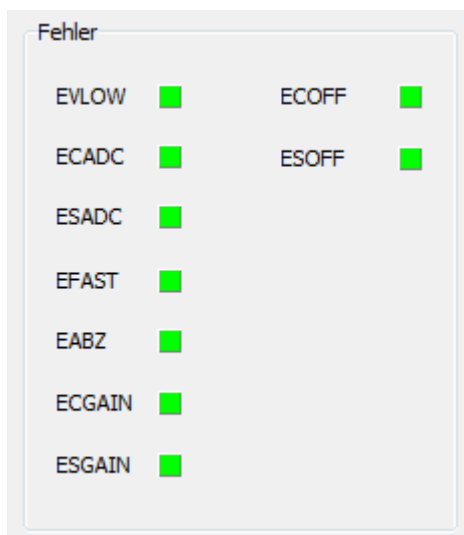 Fehler
EVLOW ECOFF
ECADC ESOFF
ESADC
EFAST
EABZ
ECGAIN
ESGAIN